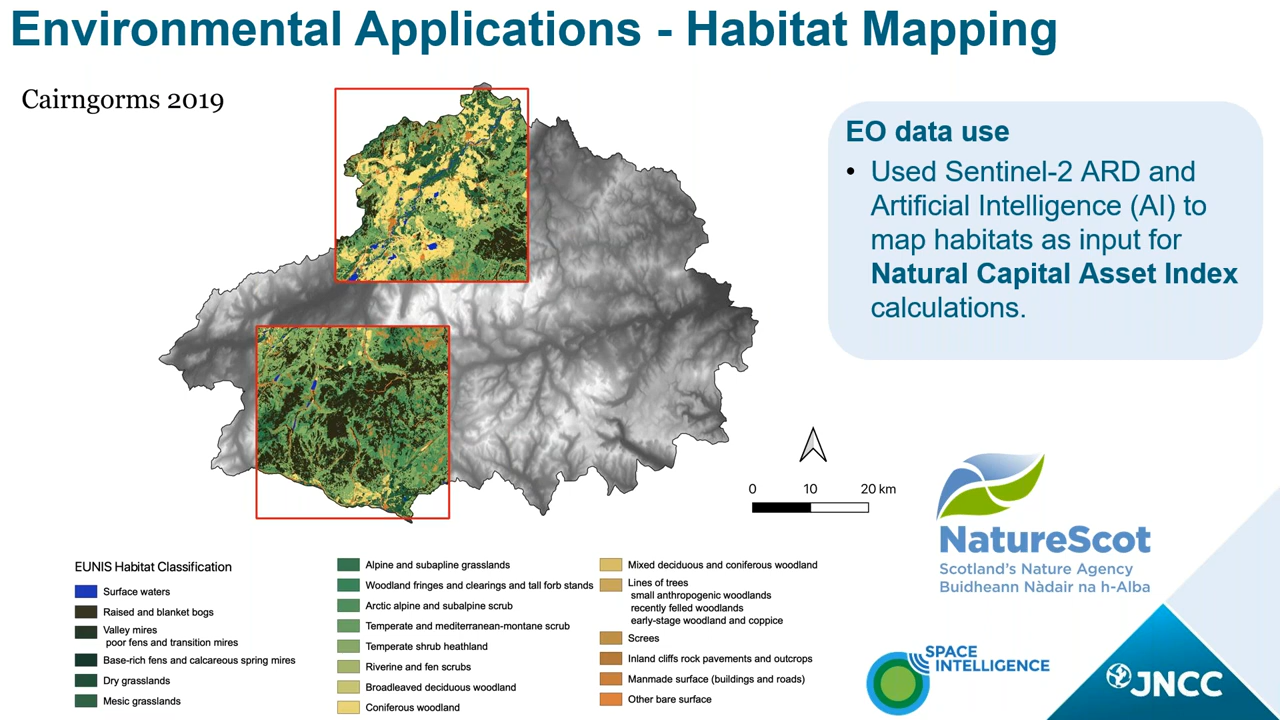 Environmental Applications - Habitat Mapping
Cairngorms 2019
EO data use
• Used Sentinel-2 ARD and
Artificial Intelligence (AI) to
map habitats as input for
Natural Capital Asset Index
calculations.
0 10 20 km
EUNIS Habitat Classification
Surface waters
Raised and blanket bogs
Valley mires
poor fens and transition mires
Base-rich fens and calcareous spring mires
Dry grasslands
Mesic grasslands
Alpine and subapline grasslands
Woodland fringes and clearings and tall forb stands
Arctic alpine and subalpine scrub
Temperate and mediterranean-montane scrub
Temperate shrub heathland
Riverine and fen scrubs
Broadleaved deciduous woodland
Coniferous woodland
Mixed deciduous and coniferous woodland
Lines of trees
small anthropogenic woodlands
recently felled woodlands
early-stage woodland and coppice
Screes
Inland cliffs rock pavements and outcrops
Manmade surface (buildings and roads)
Other bare surface
NatureScot
Scotland's Nature Agency
Buidheann Nàdair na h-Alba
SPACE
INTELLIGENCE
JNCC